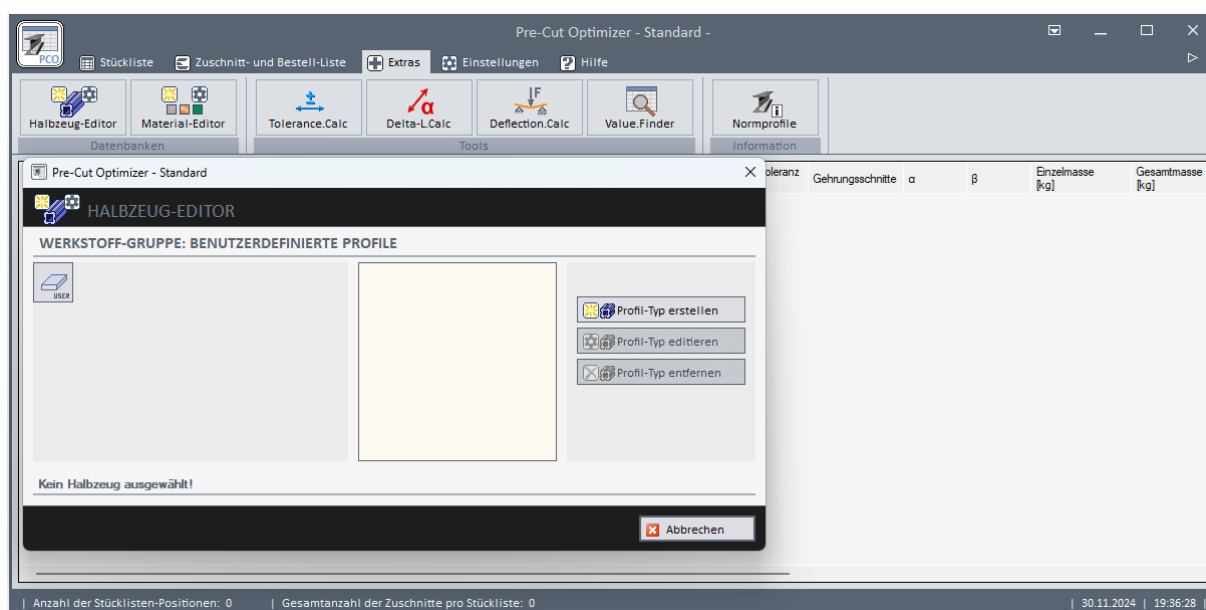 Pre-Cut Optimizer - Standard -
PCO
Stückliste
Zuschnitt- und Bestell-Liste
Extras
Einstellungen
Hilfe
Halbzeug-Editor
Material-Editor
Tolerance.Calc
Delta-L.Calc
Deflection.Calc
Value.Finder
Normprofile
Datenbanken
Tools
Information
Pre-Cut Optimizer - Standard
oleranz
Gehrungsschnitte
α
β
Einzelmasse
[kg]
Gesamtmasse
[kg]
HALBZEUG-EDITOR
WERKSTOFF-GRUPPE: BENUTZERDEFINIERTE PROFILE
USER
Profil-Typ erstellen
Profil-Typ editieren
Profil-Typ entfernen
Kein Halbzeug ausgewählt!
Abbrechen
| Anzahl der Stücklisten-Positionen: 0 | Gesamtanzahl der Zuschnitte pro Stückliste: 0 | 30.11.2024 | 19:36:28 |